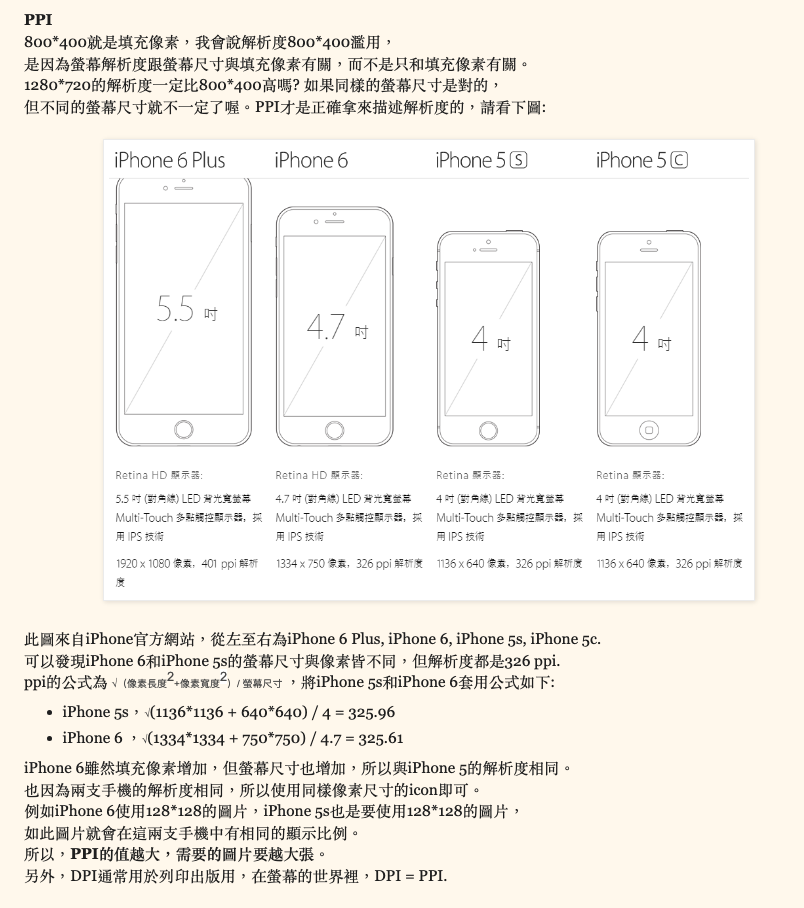 PPI
800*400就是填充像素，我會說解析度800*400濫用，
是因為螢幕解析度跟螢幕尺寸與填充像素有關，而不是只和填充像素有關。
1280*720的解析度一定比800*400高嗎? 如果同樣的螢幕尺寸是對的，
但不同的螢幕尺寸就不一定了喔。PPI才是正確拿來描述解析度的，請看下圖:
iPhone 6 Plus iPhone 6 iPhone 5 S iPhone 5 C
5.5 吋 4.7 吋 4 吋 4 吋
Retina HD 顯示器: Retina HD 顯示器: Retina 顯示器: Retina 顯示器:
5.5 吋 (對角線) LED 背光寬螢幕 4.7 吋 (對角線) LED 背光寬螢幕 4 吋 (對角線) LED 背光寬螢幕 4 吋 (對角線) LED 背光寬螢幕
Multi-Touch 多點觸控顯示器，採 Multi-Touch 多點觸控顯示器，採 Multi-Touch 多點觸控顯示器，採 Multi-Touch 多點觸控顯示器，採
用 IPS 技術 用 IPS 技術 用 IPS 技術 用 IPS 技術
1920 x 1080 像素，401 ppi 解析 1334 x 750 像素，326 ppi 解析度 1136 x 640 像素，326 ppi 解析度 1136 x 640 像素，326 ppi 解析度
度
此圖來自iPhone官方網站，從左至右為iPhone 6 Plus, iPhone 6, iPhone 5s, iPhone 5c.
可以發現iPhone 6和iPhone 5s的螢幕尺寸與像素皆不同，但解析度都是326 ppi.
ppi的公式為 √（像素長度2+像素寬度2）/ 螢幕尺寸 ，將iPhone 5s和iPhone 6套用公式如下:
• iPhone 5s，√(1136*1136 + 640*640) / 4 = 325.96
• iPhone 6 ，√(1334*1334 + 750*750) / 4.7 = 325.61
iPhone 6雖然填充像素增加，但螢幕尺寸也增加，所以與iPhone 5的解析度相同。
也因為兩支手機的解析度相同，所以使用同樣像素尺寸的icon即可。
例如iPhone 6使用128*128的圖片，iPhone 5s也是要使用128*128的圖片，
如此圖片就會在這兩支手機中有相同的顯示比例。
所以，PPI的值越大，需要的圖片要越大張。
另外，DPI通常用於列印出版用，在螢幕的世界裡，DPI = PPI.